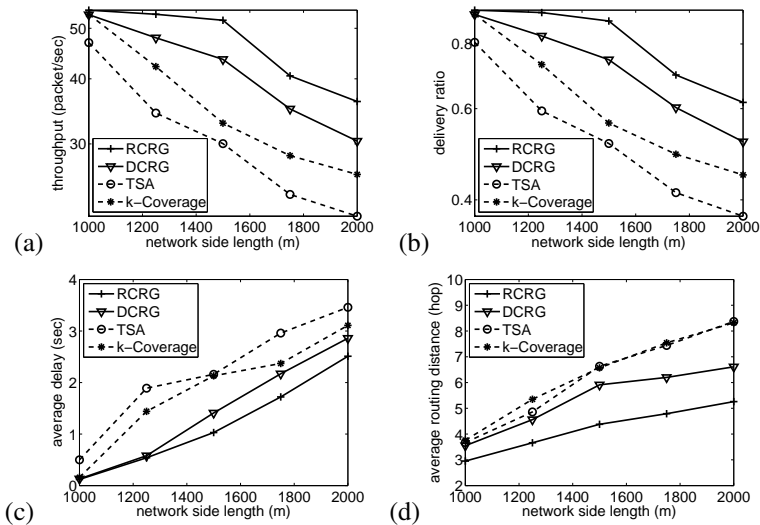 50
40
30
throughput (packet/sec)
RCRG
DCRG
TSA
k−Coverage
1000 1200 1400 1600 1800 2000
network side length (m)
(a)
0.8
0.6
0.4
delivery ratio
RCRG
DCRG
TSA
k−Coverage
1000 1200 1400 1600 1800 2000
network side length (m)
(b)
4
3
2
1
0
average delay (sec)
RCRG
DCRG
TSA
k−Coverage
1000 1200 1400 1600 1800 2000
network side length (m)
(c)
10
9
8
7
6
5
4
3
2
average routing distance (hop)
RCRG
DCRG
TSA
k−Coverage
1000 1200 1400 1600 1800 2000
network side length (m)
(d)